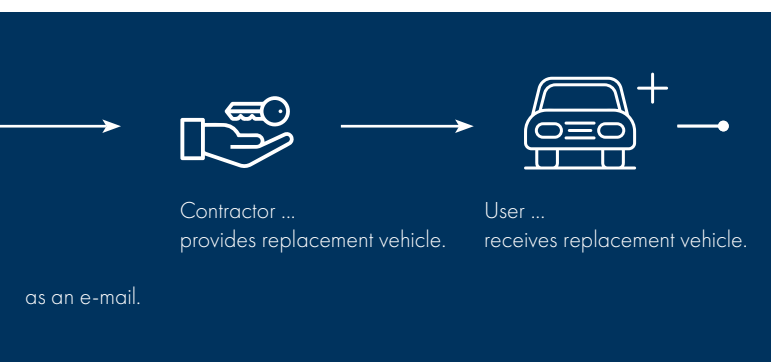 Contractor ...
provides replacement vehicle.
User ...
receives replacement vehicle.
as an e-mail.